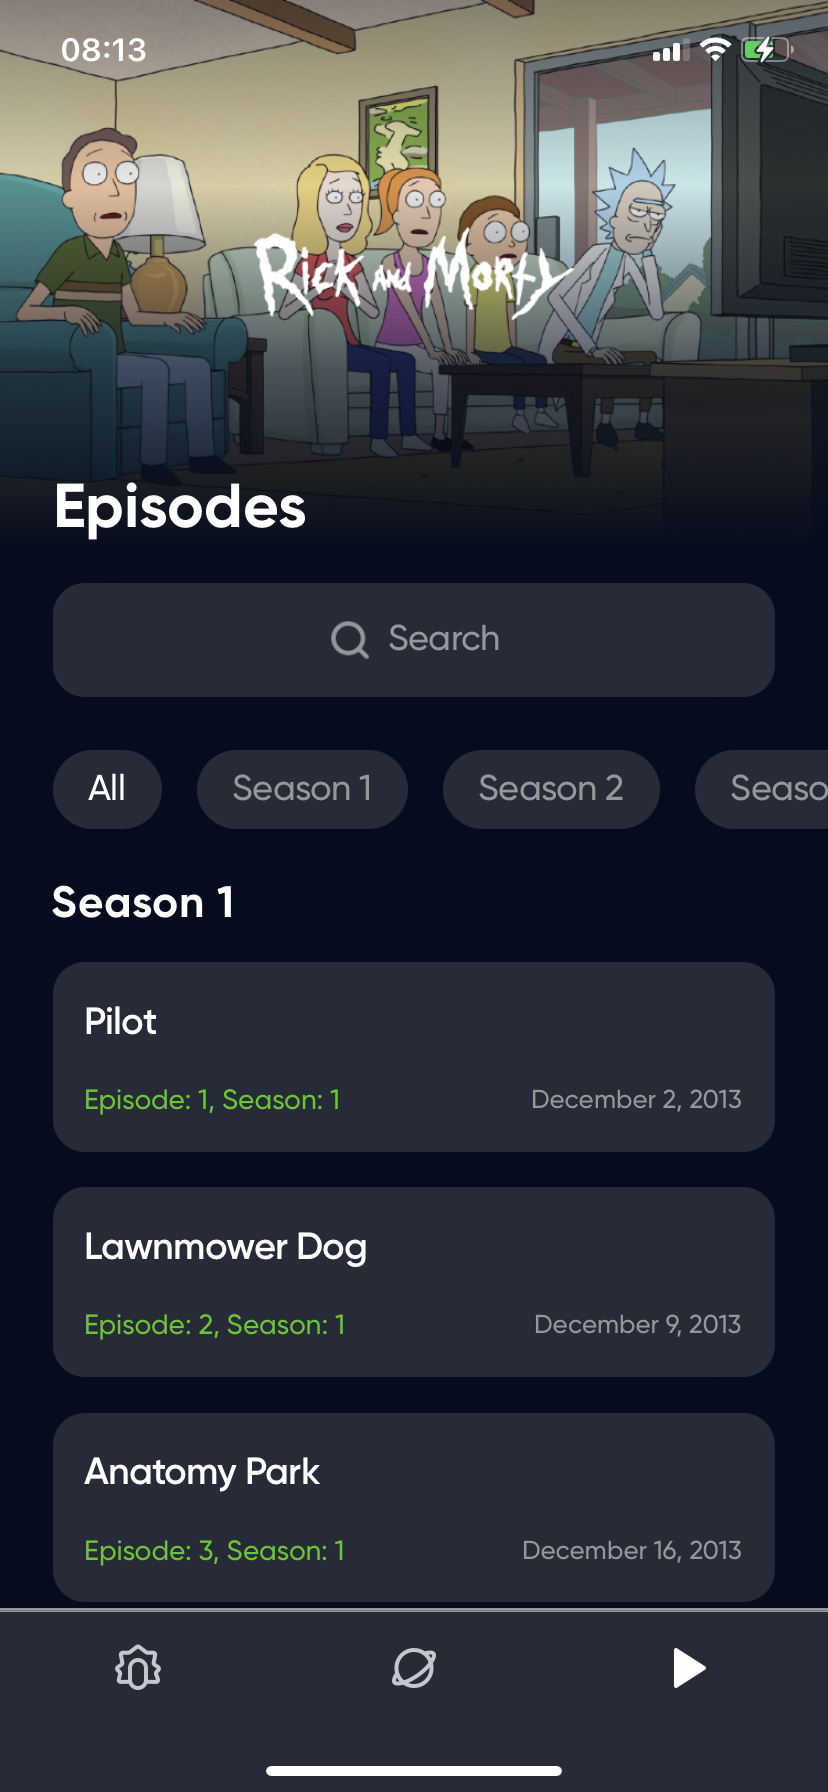 08:13
Rick and Morty
Episodes
Search
All
Season 1
Season 2
Seaso
Season 1
Pilot
Episode: 1, Season: 1
December 2, 2013
Lawnmower Dog
Episode: 2, Season: 1
December 9, 2013
Anatomy Park
Episode: 3, Season: 1
December 16, 2013